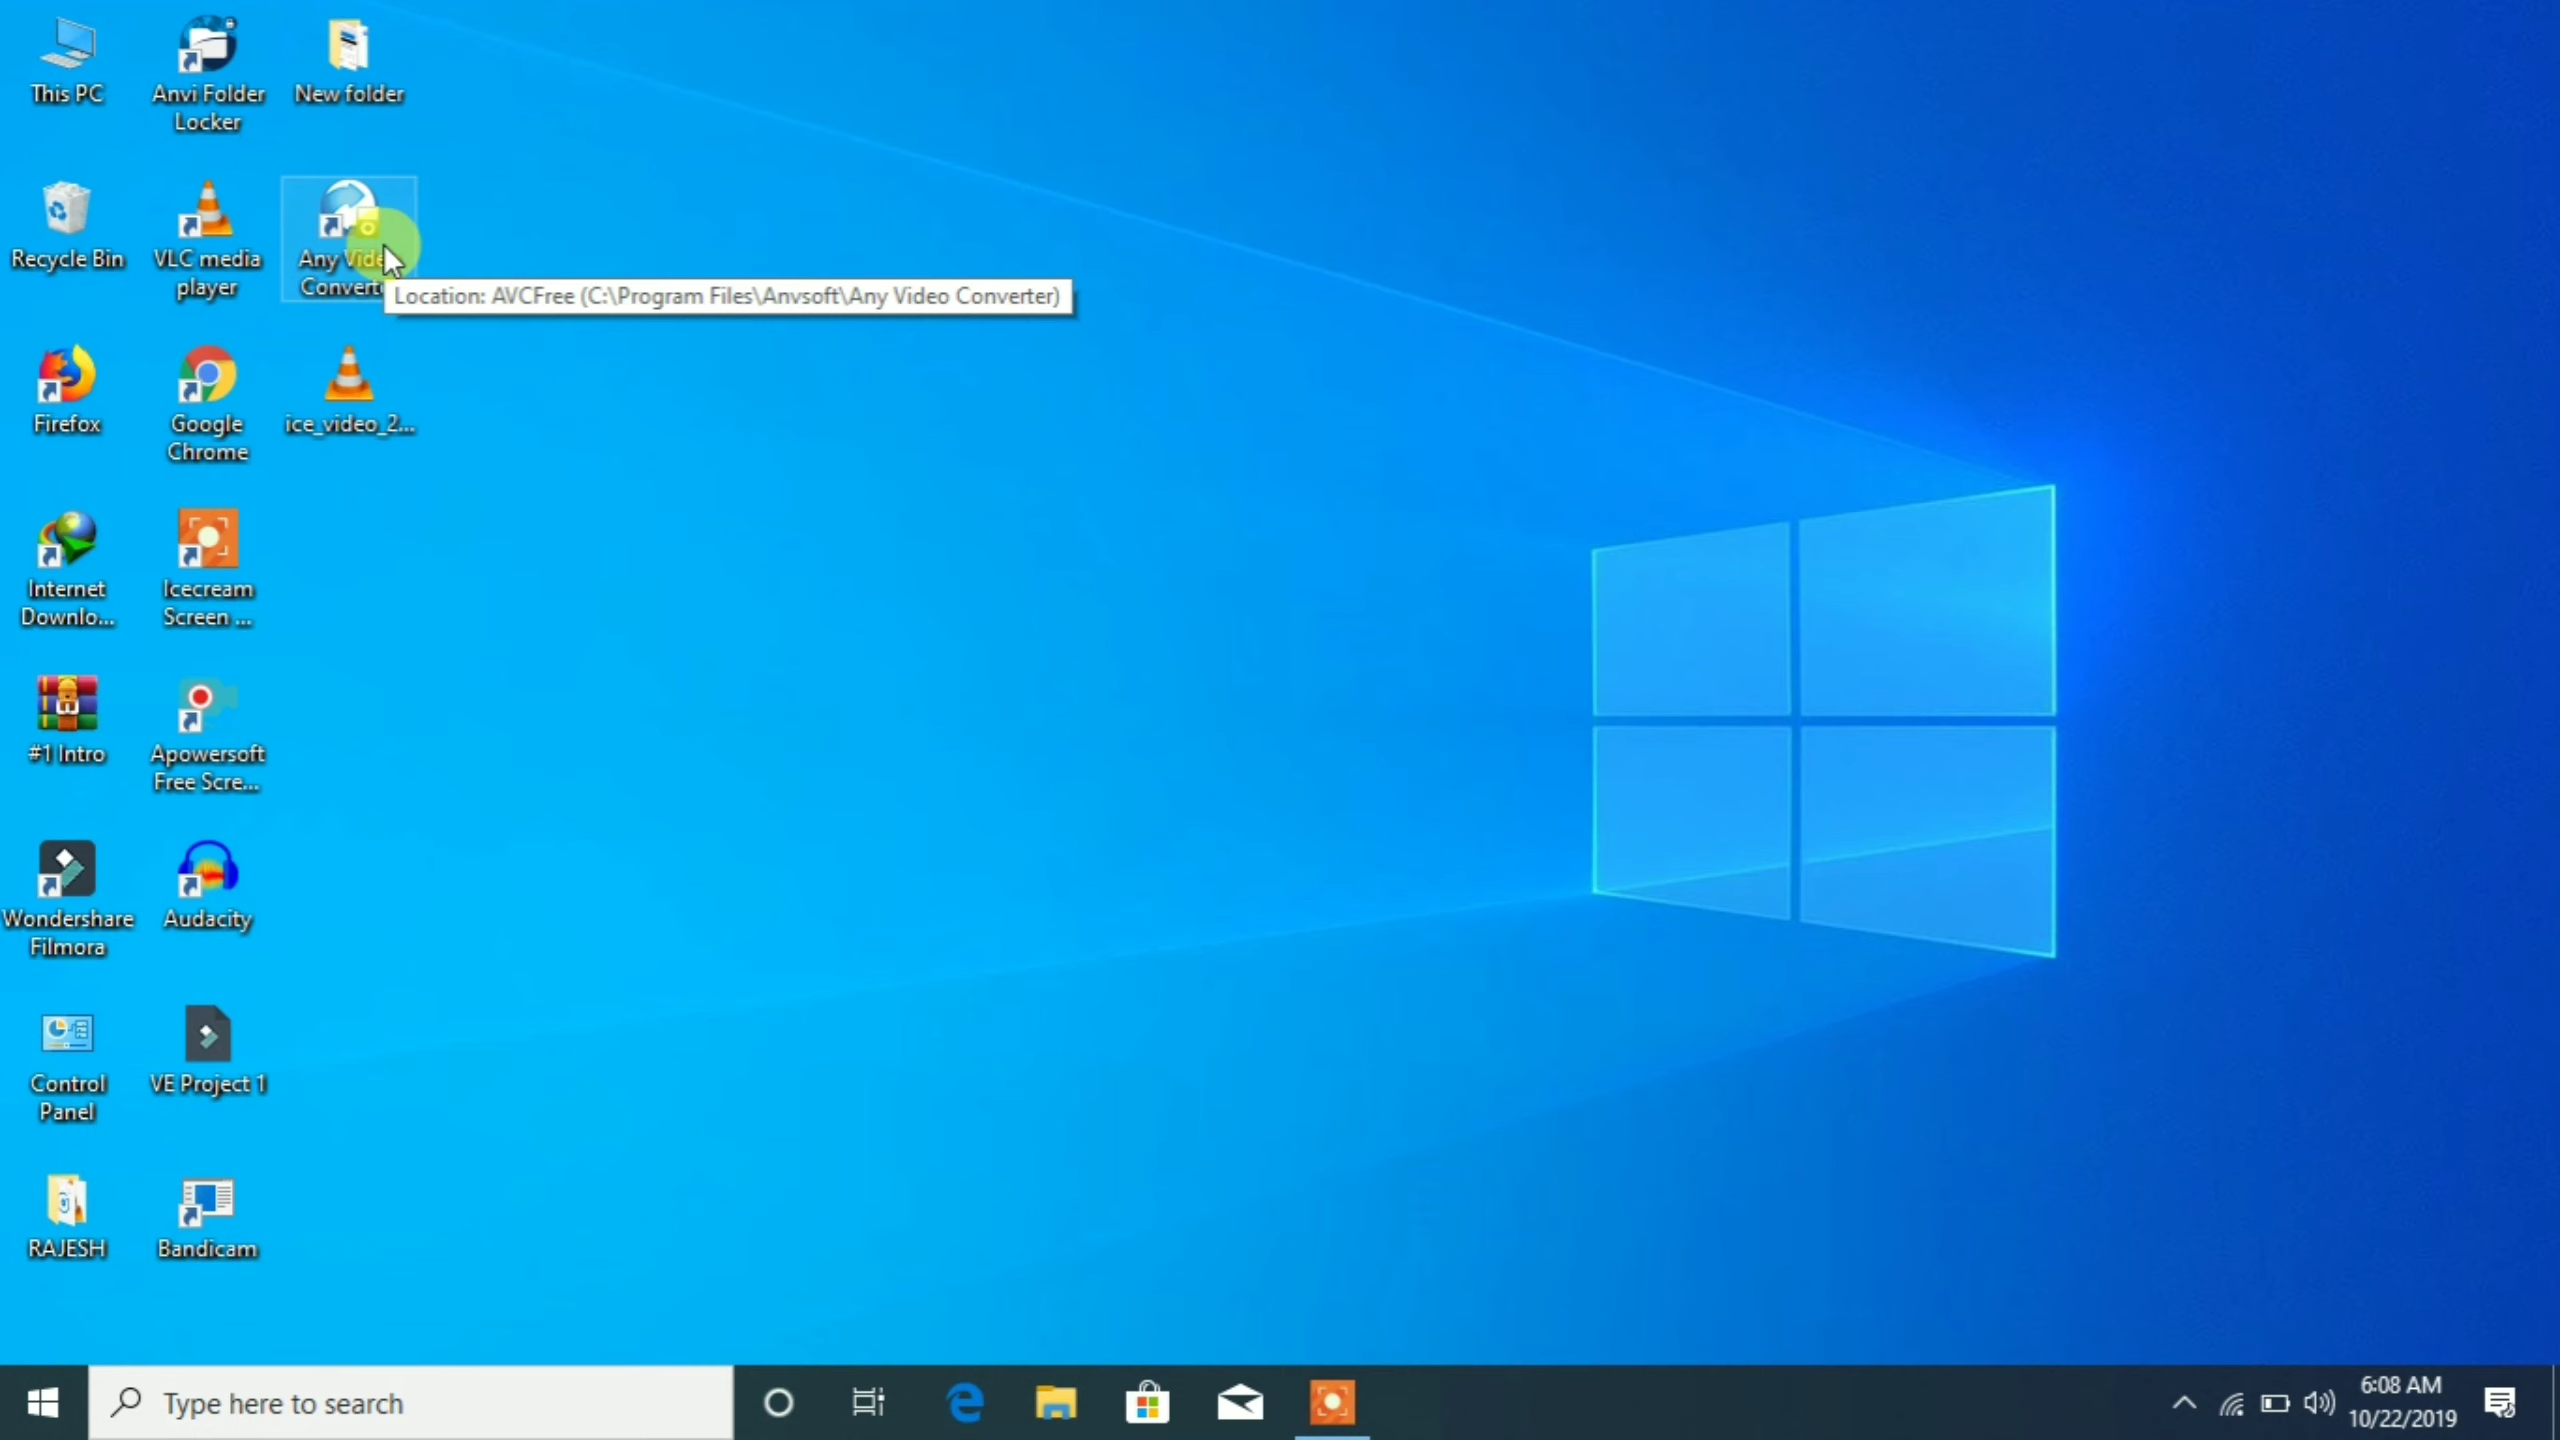 This PC
Anvi Folder
Locker
New folder
Recycle Bin
VLC media
player
Any Vide
Convert
Location: AVCFree (C:\Program Files\Anvsoft\Any Video Converter)
Firefox
Google
Chrome
ice_video_2...
Internet
Downlo...
Icecream
Screen ...
#1 Intro
Apowersoft
Free Scre...
Wondershare
Filmora
Audacity
Control
Panel
VE Project 1
RAJESH
Bandicam
Type here to search
6:08 AM
10/22/2019